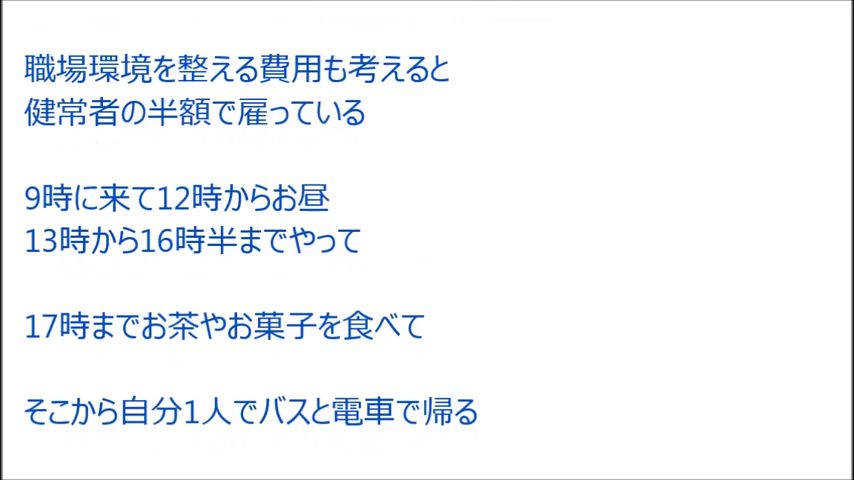 職場環境を整える費用も考えると
健常者の半額で雇っている
9時に来て12時からお昼
13時から16時半までやって
17時までお茶やお菓子を食べて
そこから自分1人でバスと電車で帰る